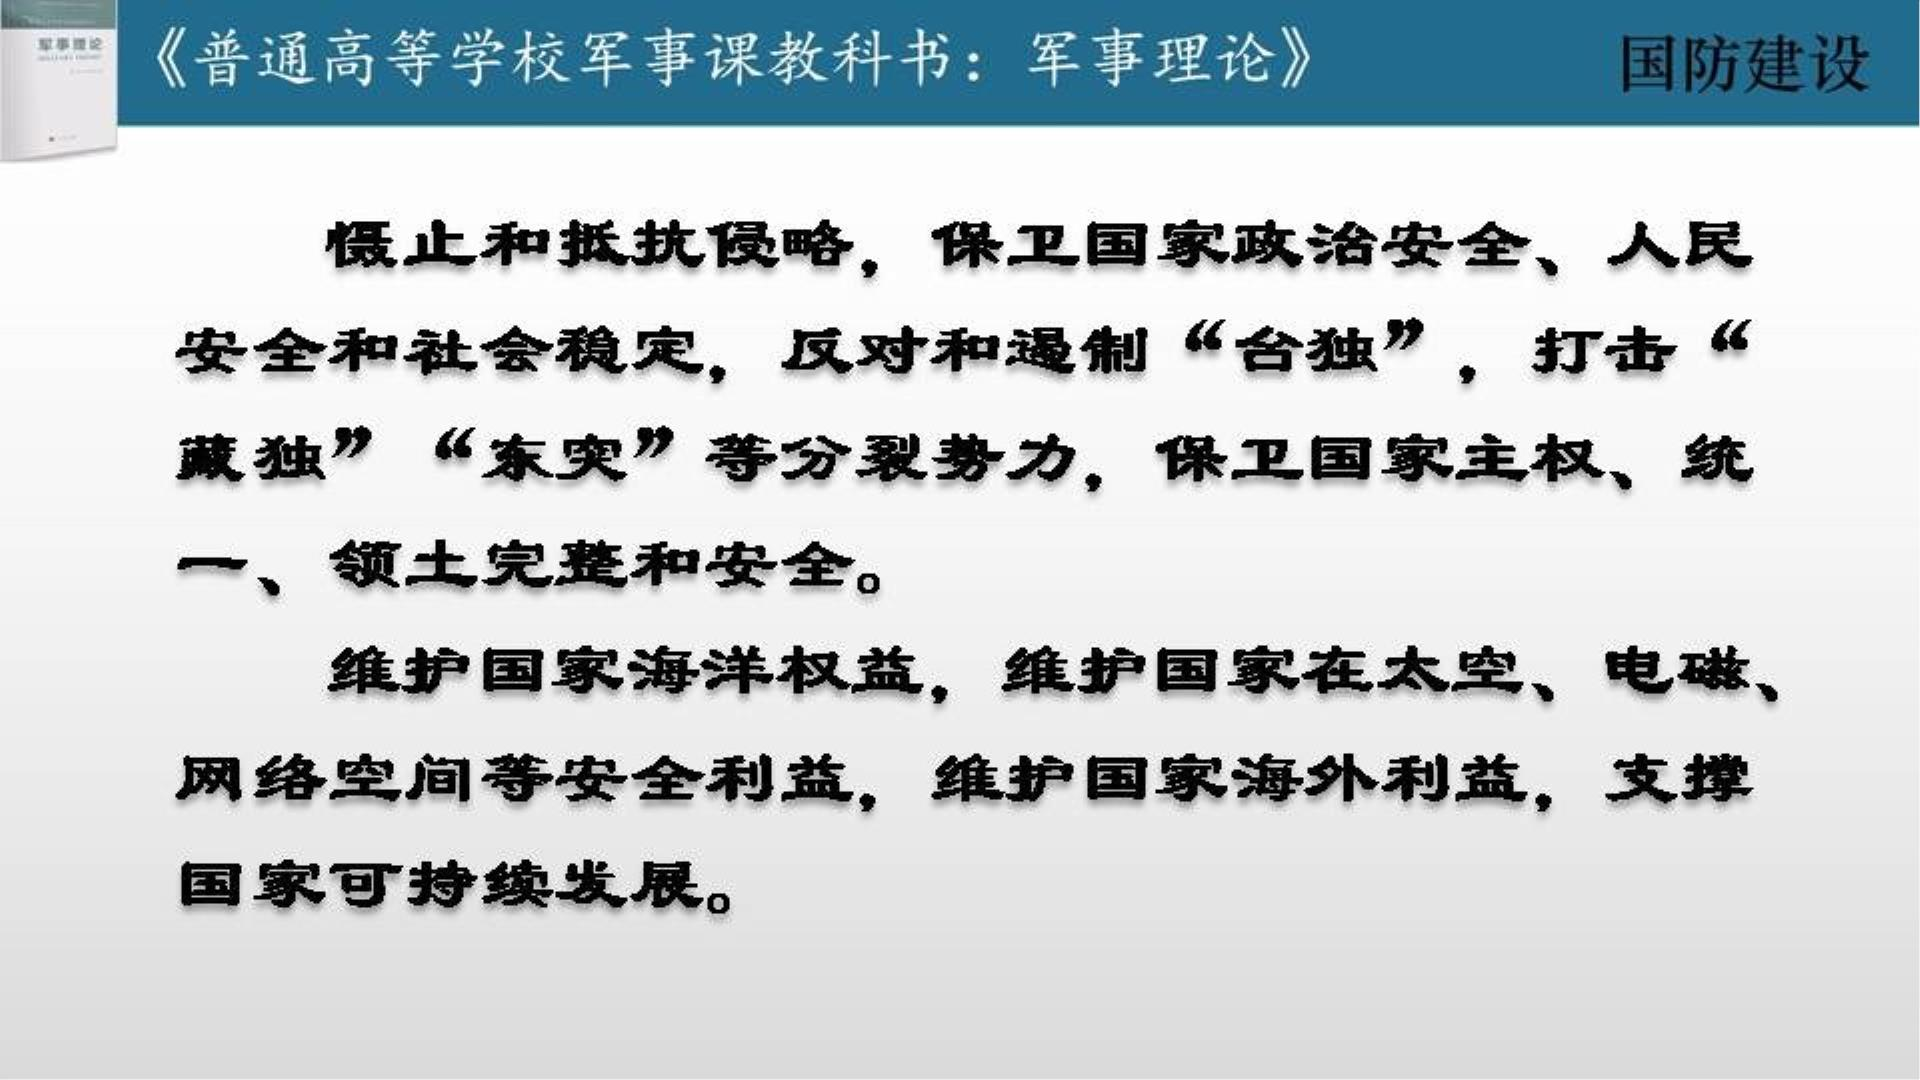 军事理论
《普通高等学校军事课教科书：军事理论》
国防建设
慑止和抵抗侵略，保卫国家政治安全、人民
安全和社会稳定，反对和遏制“台独”，打击“
藏独”“东突”等分裂势力，保卫国家主权、统
一、领土完整和安全。
维护国家海洋权益，维护国家在太空、电磁、
网络空间等安全利益，维护国家海外利益，支撑
国家可持续发展。